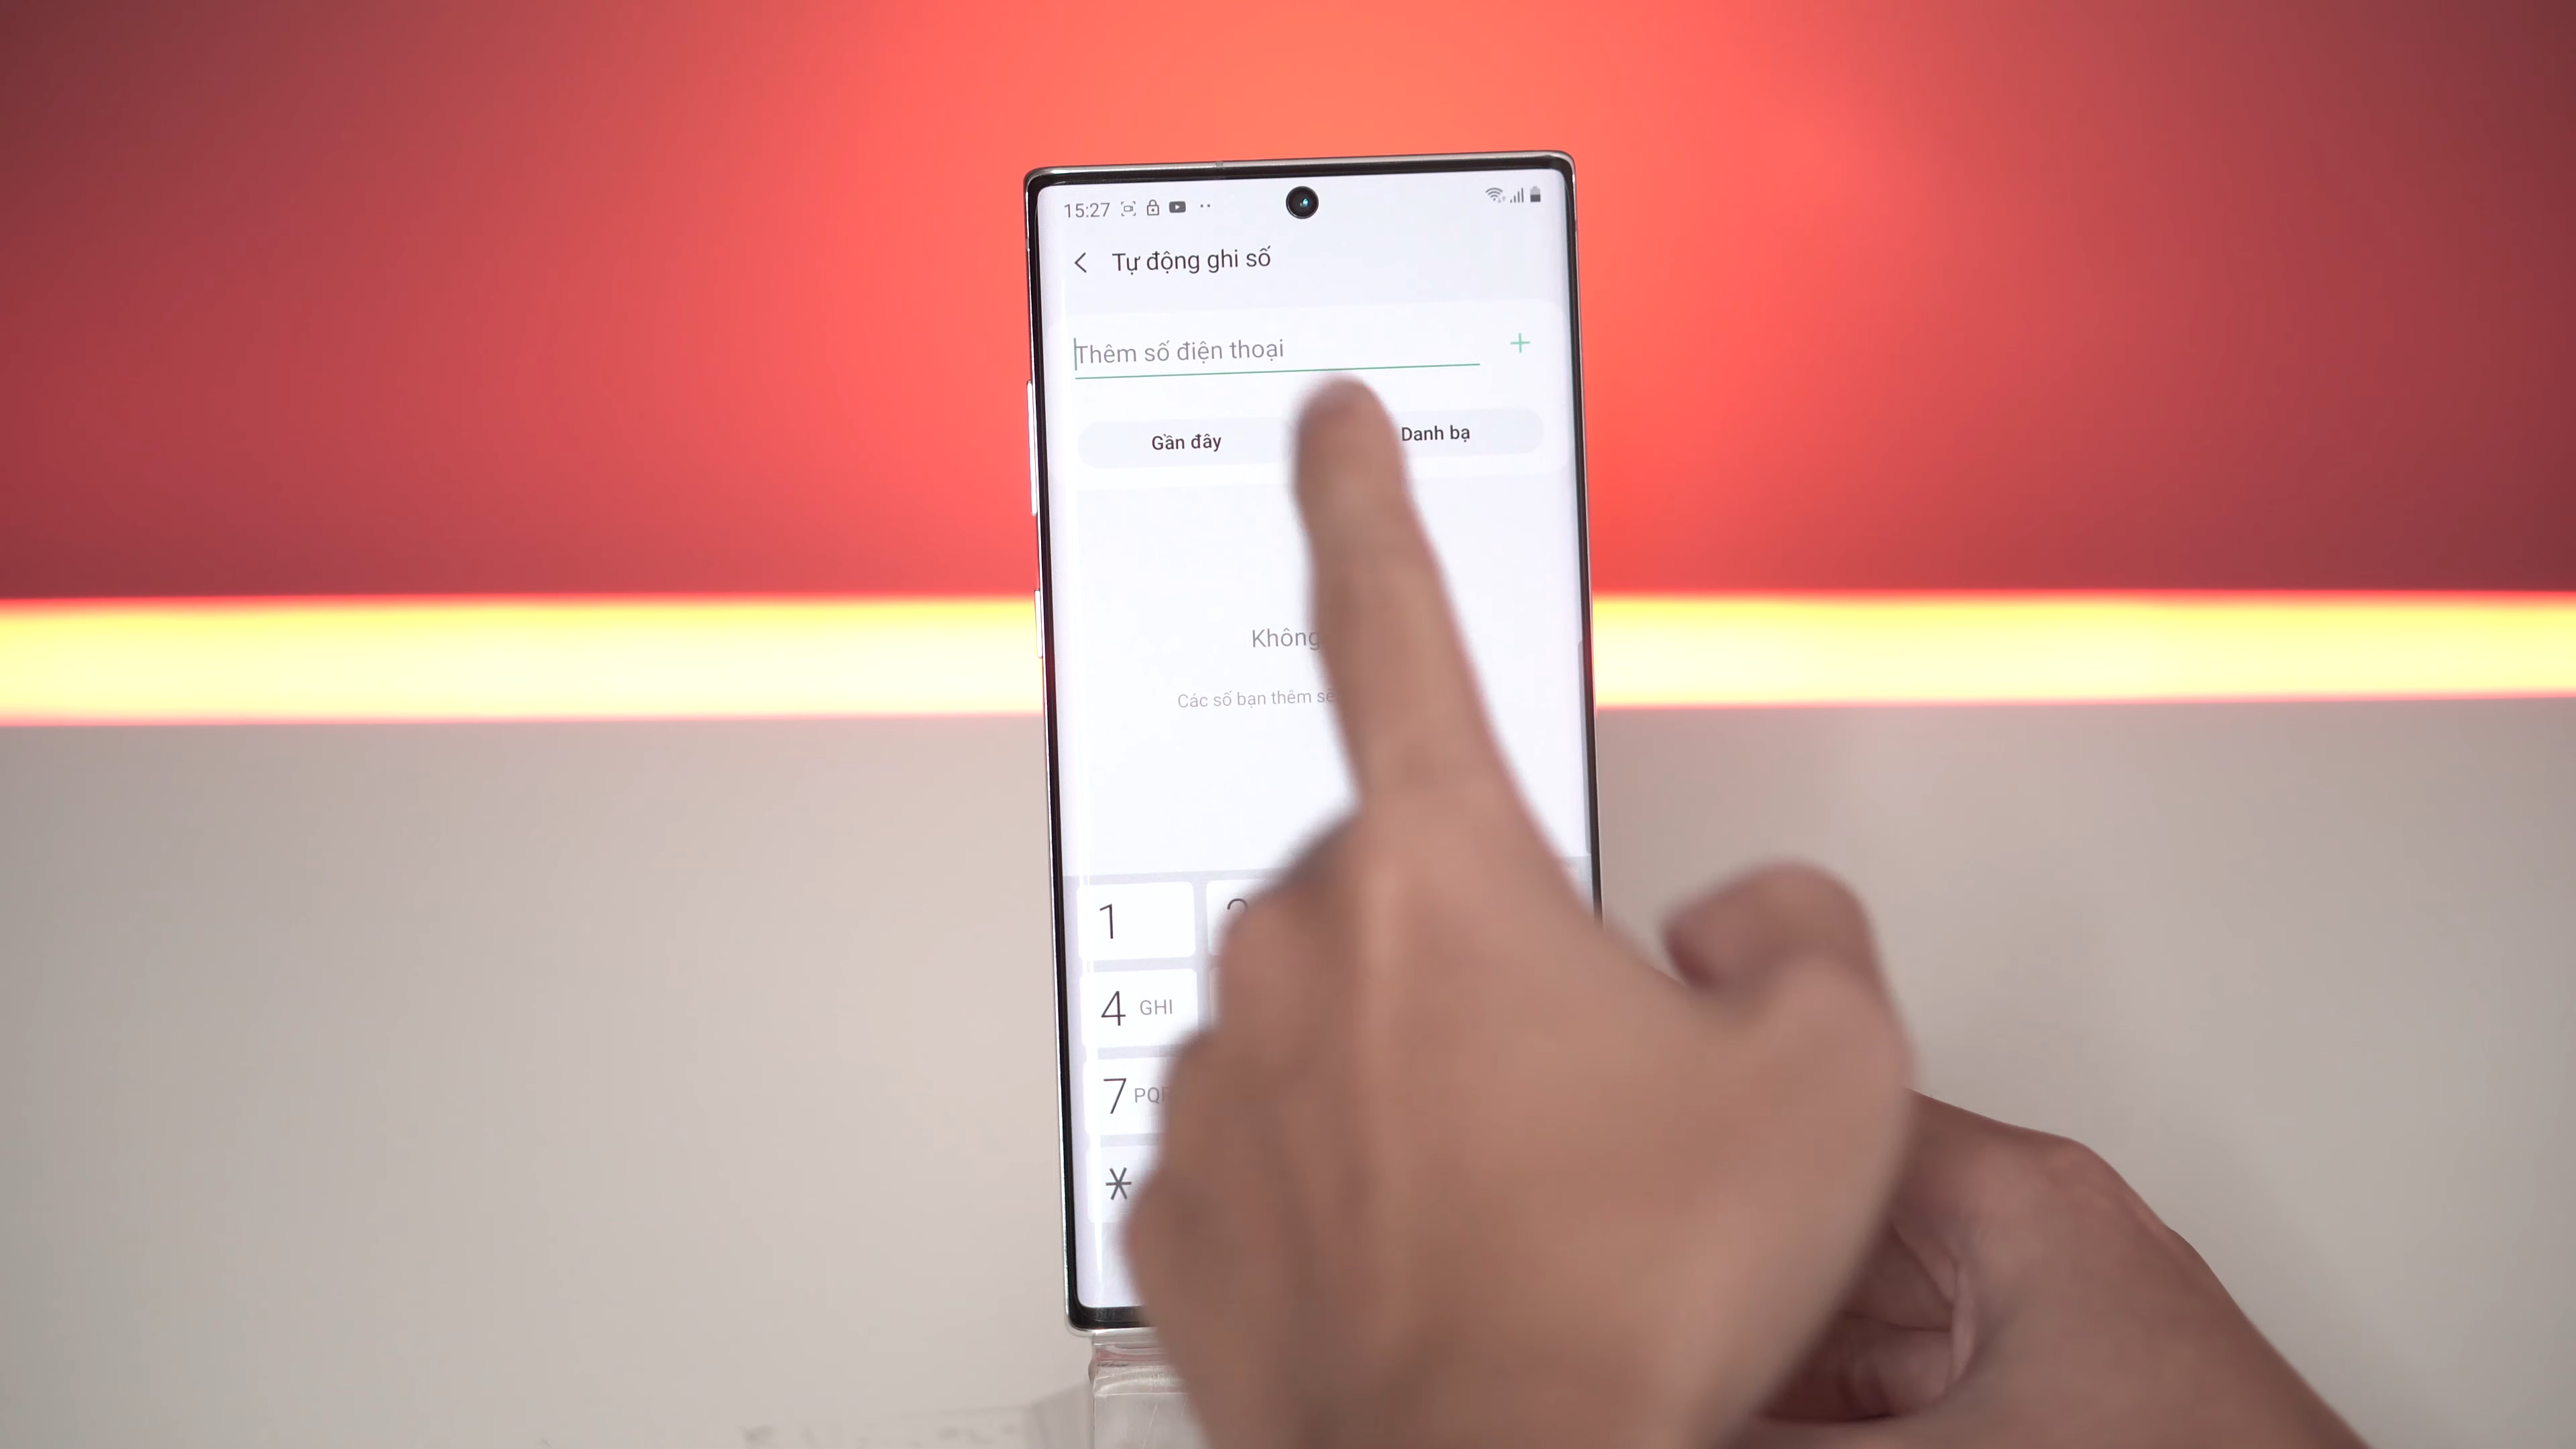 15:27
Tự động ghi số
Thêm số điện thoại
Gần đây
Danh bạ
Không
Các số bạn thêm
1
4 GHI
7
*